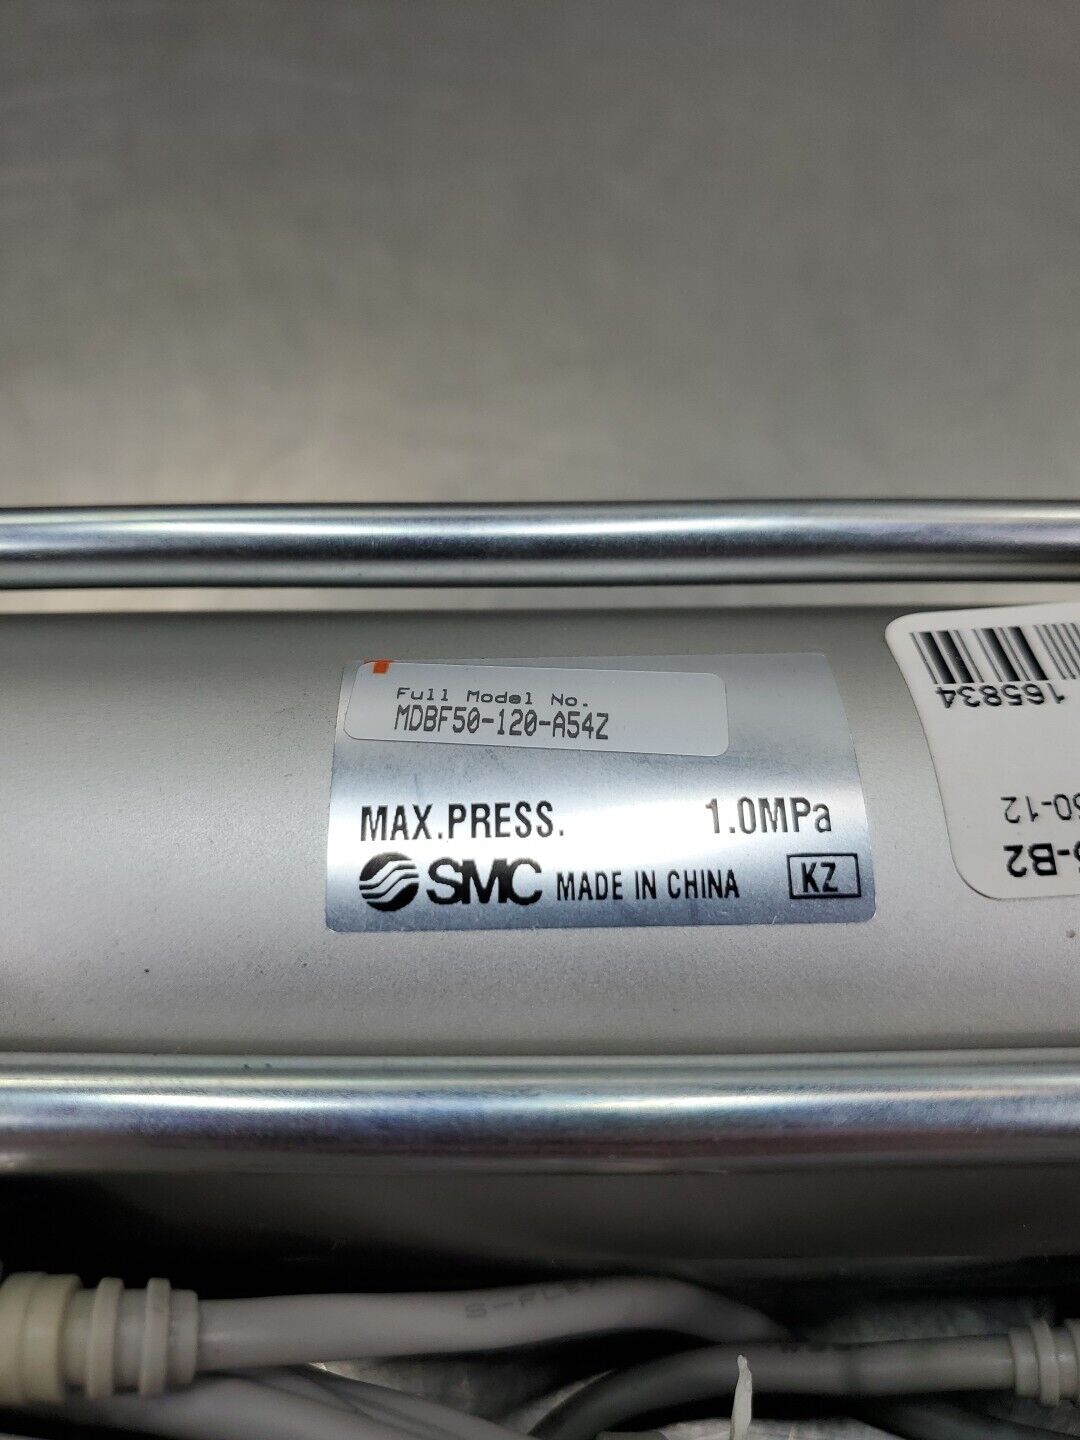 Full Model No.
MDBF50-120-A54Z
MAX.PRESS. 1.0MPa
SMC MADE IN CHINA KZ
165834
50-12
-B2